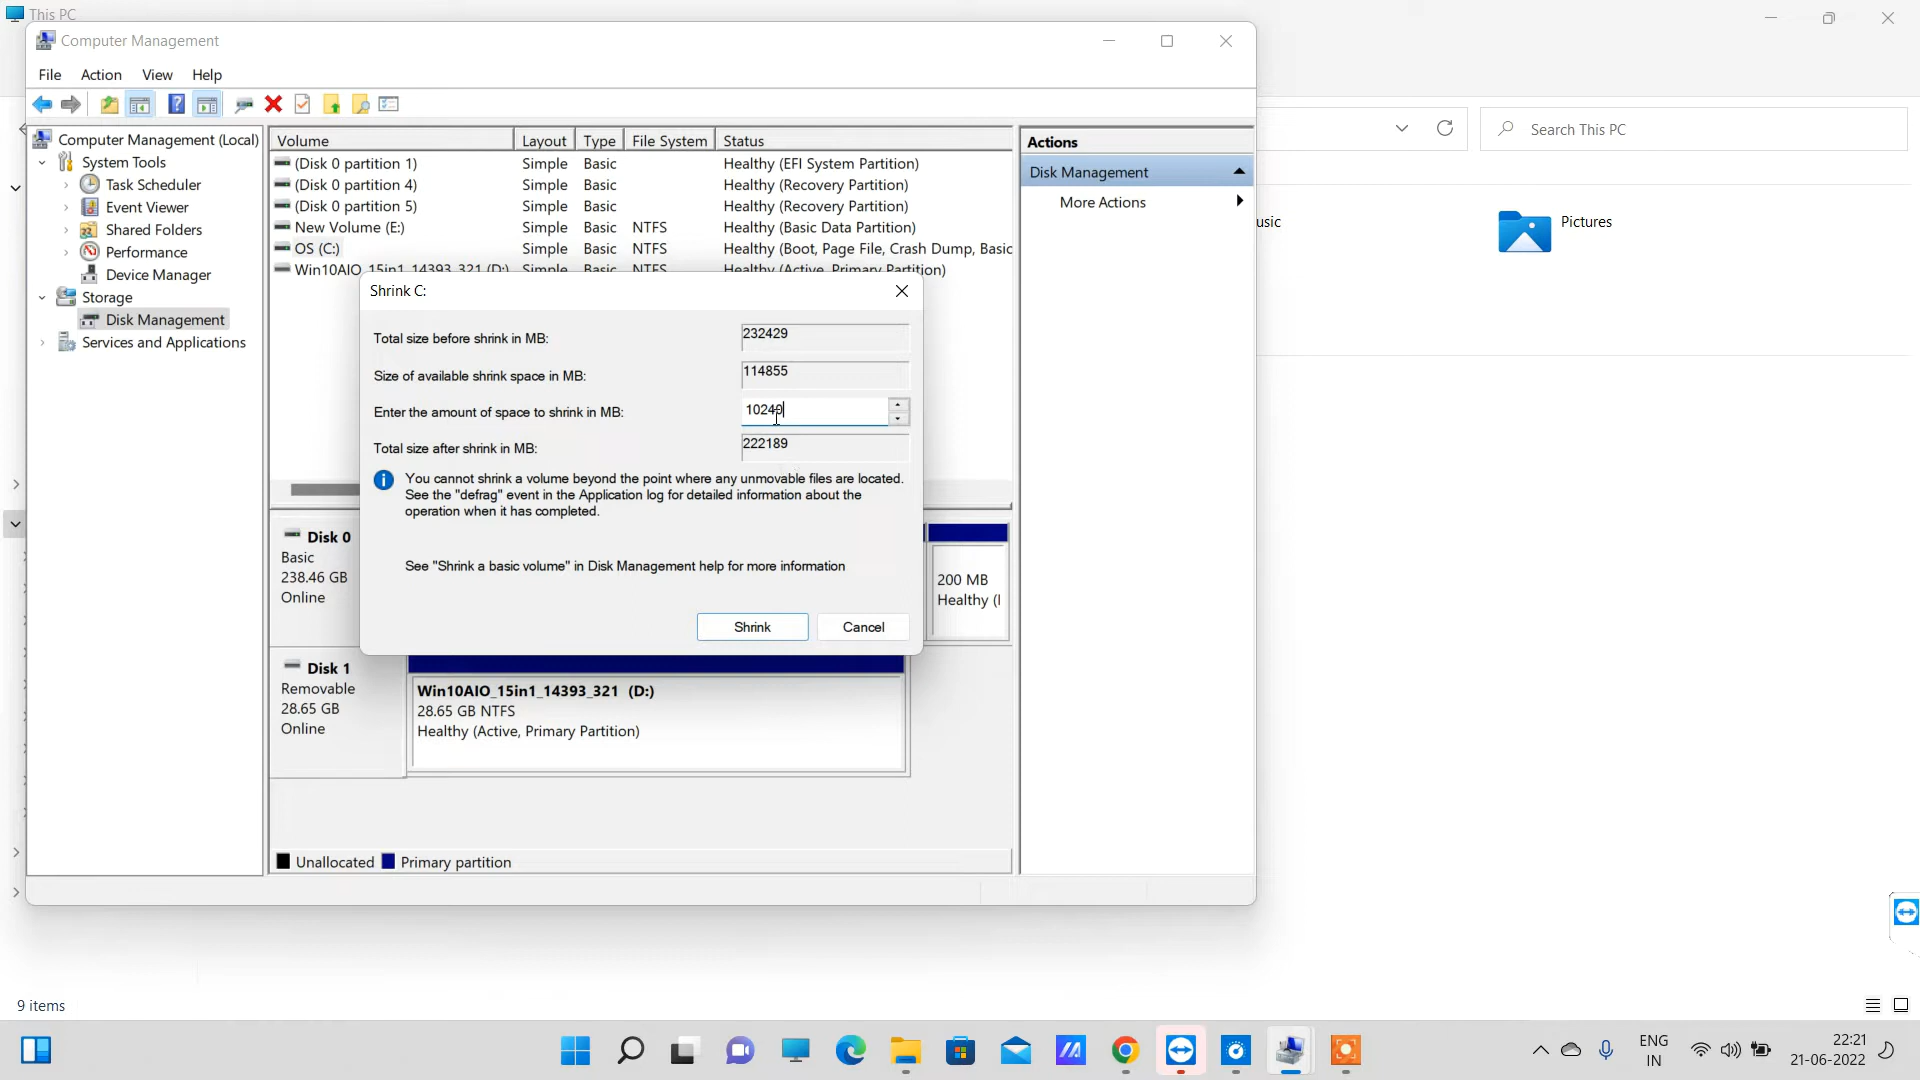 This PC
Computer Management
File Action View Help
Search This PC
Computer Management (Local)
System Tools
Task Scheduler
Event Viewer
Shared Folders
Performance
Device Manager
Storage
Disk Management
Services and Applications
Volume Layout Type File System Status
(Disk 0 partition 1) Simple Basic Healthy (EFI System Partition)
(Disk 0 partition 4) Simple Basic Healthy (Recovery Partition)
(Disk 0 partition 5) Simple Basic Healthy (Recovery Partition)
New Volume (E:) Simple Basic NTFS Healthy (Basic Data Partition)
OS (C:) Simple Basic NTFS Healthy (Boot, Page File, Crash Dump, Basic
Win10AIO_15in1_14393_321 (D:) Simple Basic NTFS Healthy (Active, Primary Partition)
Actions
Disk Management
More Actions
usic
Pictures
Shrink C:
Total size before shrink in MB: 232429
Size of available shrink space in MB: 114855
Enter the amount of space to shrink in MB: 10240
Total size after shrink in MB: 222189
You cannot shrink a volume beyond the point where any unmovable files are located.
See the "defrag" event in the Application log for detailed information about the
operation when it has completed.
See "Shrink a basic volume" in Disk Management help for more information
Shrink Cancel
Disk 0
Basic
238.46 GB
Online
200 MB
Healthy (I
Disk 1
Removable
28.65 GB
Online
Win10AIO_15in1_14393_321 (D:)
28.65 GB NTFS
Healthy (Active, Primary Partition)
Unallocated Primary partition
9 items
ENG
IN
22:21
21-06-2022